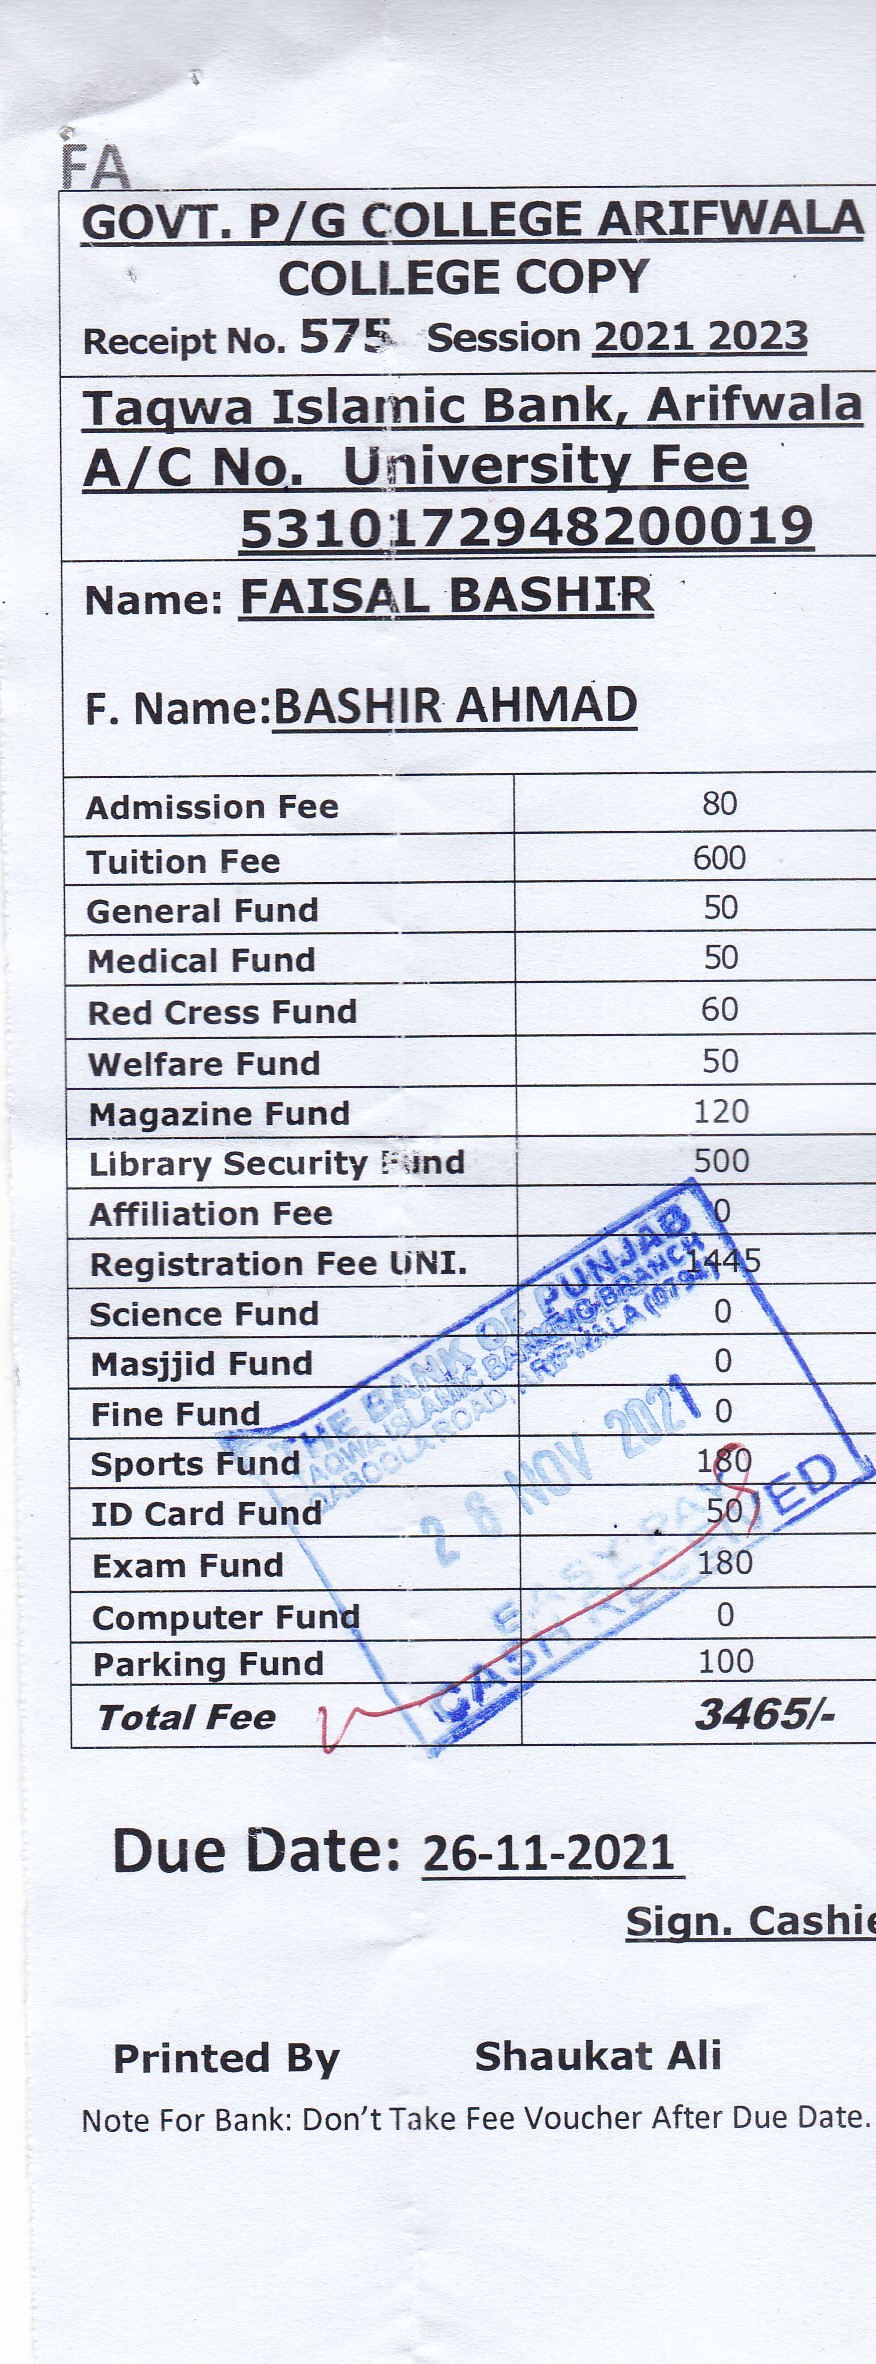 FA
GOVT. P/G COLLEGE ARIFWALA
COLLEGE COPY
Receipt No. 575 Session 2021 2023
Taqwa Islamic Bank, Arifwala
A/C No. University Fee
5310172948200019
Name: FAISAL BASHIR
F. Name:BASHIR AHMAD
Admission Fee 80
Tuition Fee 600
General Fund 50
Medical Fund 50
Red Cress Fund 60
Welfare Fund 50
Magazine Fund 120
Library Security Fund 500
Affiliation Fee 0
Registration Fee UNI. 1445
Science Fund 0
Masjjid Fund 0
Fine Fund 0
Sports Fund 180
ID Card Fund 50
Exam Fund 180
Computer Fund 0
Parking Fund 100
Total Fee 3465/-
THE BANK OF PUNJAB
TAQWA ISLAMIC BANKING BRANCH
QABOOLA ROAD, ARIFWALA
26 NOV 2021
EASY PAY
CASH RECEIVED
Due Date: 26-11-2021
Sign. Cashie
Printed By Shaukat Ali
Note For Bank: Don't Take Fee Voucher After Due Date.